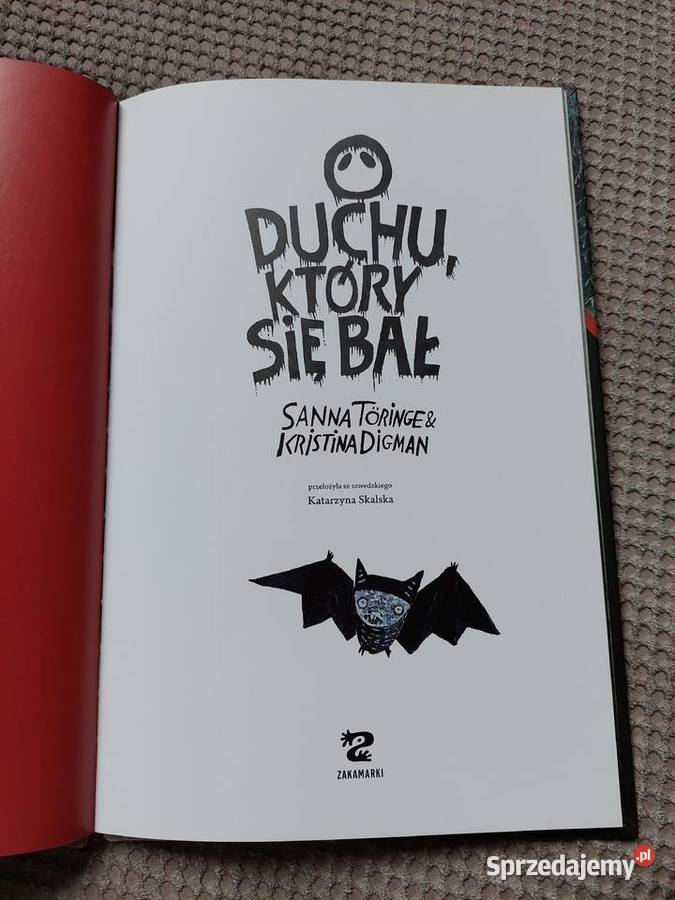 O
DUCHU,
KTÓRY
SIĘ BAŁ
SANNA TÖRINGE &
KRISTINA DIGMAN
przełożyła ze szwedzkiego
Katarzyna Skalska
ZAKAMARKI
Sprzedajemy.pl